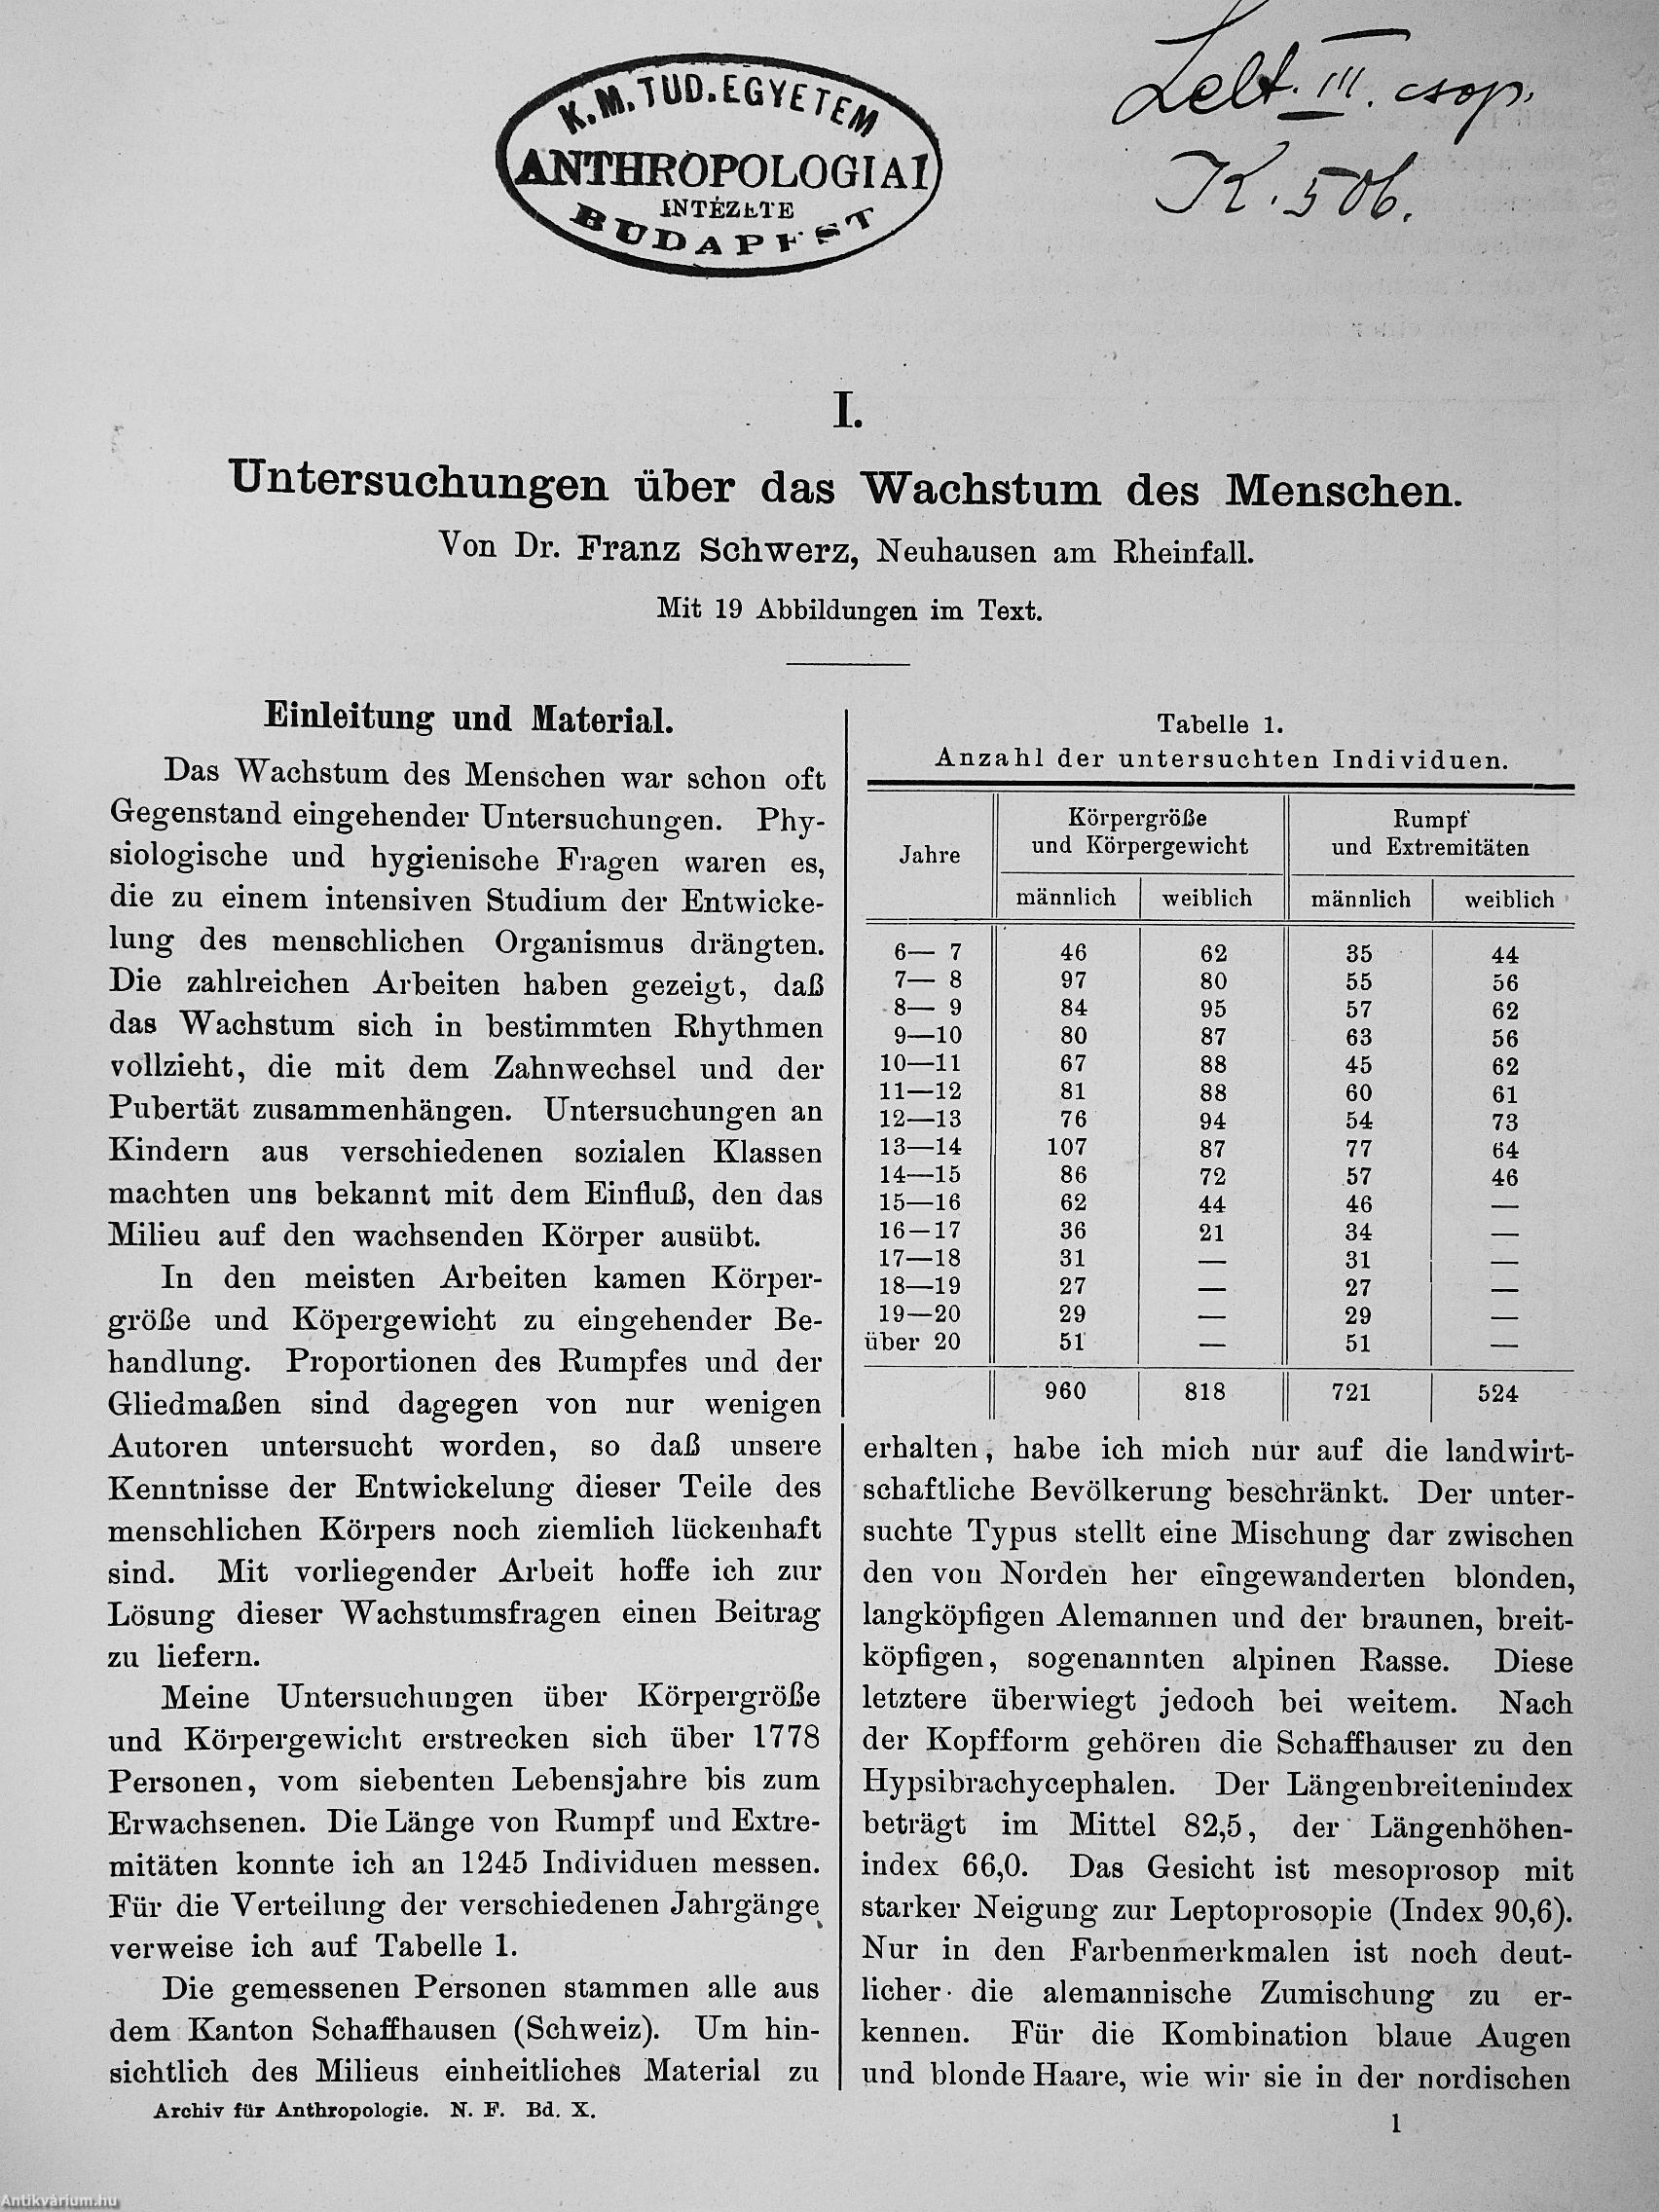 K. M. TUD. EGYETEM
ANTHROPOLOGIAI
INTÉZETE
BUDAPEST
Lelt. III. csop.
K. 506.
I.
Untersuchungen über das Wachstum des Menschen.
Von Dr. Franz Schwerz, Neuhausen am Rheinfall.
Mit 19 Abbildungen im Text.
Einleitung und Material.
Das Wachstum des Menschen war schon oft
Gegenstand eingehender Untersuchungen. Phy-
siologische und hygienische Fragen waren es,
die zu einem intensiven Studium der Entwicke-
lung des menschlichen Organismus drängten.
Die zahlreichen Arbeiten haben gezeigt, daß
das Wachstum sich in bestimmten Rhythmen
vollzieht, die mit dem Zahnwechsel und der
Pubertät zusammenhängen. Untersuchungen an
Kindern aus verschiedenen sozialen Klassen
machten uns bekannt mit dem Einfluß, den das
Milieu auf den wachsenden Körper ausübt.
In den meisten Arbeiten kamen Körper-
größe und Köpergewicht zu eingehender Be-
handlung. Proportionen des Rumpfes und der
Gliedmaßen sind dagegen von nur wenigen
Autoren untersucht worden, so daß unsere
Kenntnisse der Entwickelung dieser Teile des
menschlichen Körpers noch ziemlich lückenhaft
sind. Mit vorliegender Arbeit hoffe ich zur
Lösung dieser Wachstumsfragen einen Beitrag
zu liefern.
Meine Untersuchungen über Körpergröße
und Körpergewicht erstrecken sich über 1778
Personen, vom siebenten Lebensjahre bis zum
Erwachsenen. Die Länge von Rumpf und Extre-
mitäten konnte ich an 1245 Individuen messen.
Für die Verteilung der verschiedenen Jahrgänge
verweise ich auf Tabelle 1.
Die gemessenen Personen stammen alle aus
dem Kanton Schaffhausen (Schweiz). Um hin-
sichtlich des Milieus einheitliches Material zu
Tabelle 1.
Anzahl der untersuchten Individuen.
Jahre Körpergröße und Körpergewicht Rumpf und Extremitäten
männlich weiblich männlich weiblich
6— 7 46 62 35 44
7— 8 97 80 55 56
8— 9 84 95 57 62
9—10 80 87 63 56
10—11 67 88 45 62
11—12 81 88 60 61
12—13 76 94 54 73
13—14 107 87 77 64
14—15 86 72 57 46
15—16 62 44 46 —
16—17 36 21 34 —
17—18 31 — 31 —
18—19 27 — 27 —
19—20 29 — 29 —
über 20 51 — 51 —
960 818 721 524
erhalten, habe ich mich nur auf die landwirt-
schaftliche Bevölkerung beschränkt. Der unter-
suchte Typus stellt eine Mischung dar zwischen
den von Norden her eingewanderten blonden,
langköpfigen Alemannen und der braunen, breit-
köpfigen, sogenannten alpinen Rasse. Diese
letztere überwiegt jedoch bei weitem. Nach
der Kopfform gehören die Schaffhauser zu den
Hypsibrachycephalen. Der Längenbreitenindex
beträgt im Mittel 82,5, der Längenhöhen-
index 66,0. Das Gesicht ist mesoprosop mit
starker Neigung zur Leptoprosopie (Index 90,6).
Nur in den Farbenmerkmalen ist noch deut-
licher die alemannische Zumischung zu er-
kennen. Für die Kombination blaue Augen
und blonde Haare, wie wir sie in der nordischen
Archiv für Anthropologie. N. F. Bd. X.
1
Antikvárium.hu